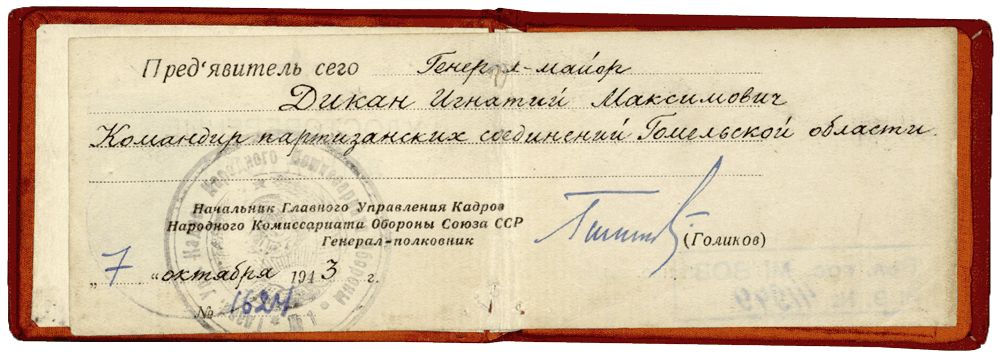 Пред'явитель сего Генерал-майор
Дикан Игнатий Максимович
Командир партизанских соединений Гомельской области.
Начальник Главного Управления Кадров
Народного Комиссариата Обороны Союза ССР
Генерал-полковник
(Голиков)
„7 “октября 1943 г.
№ 1627